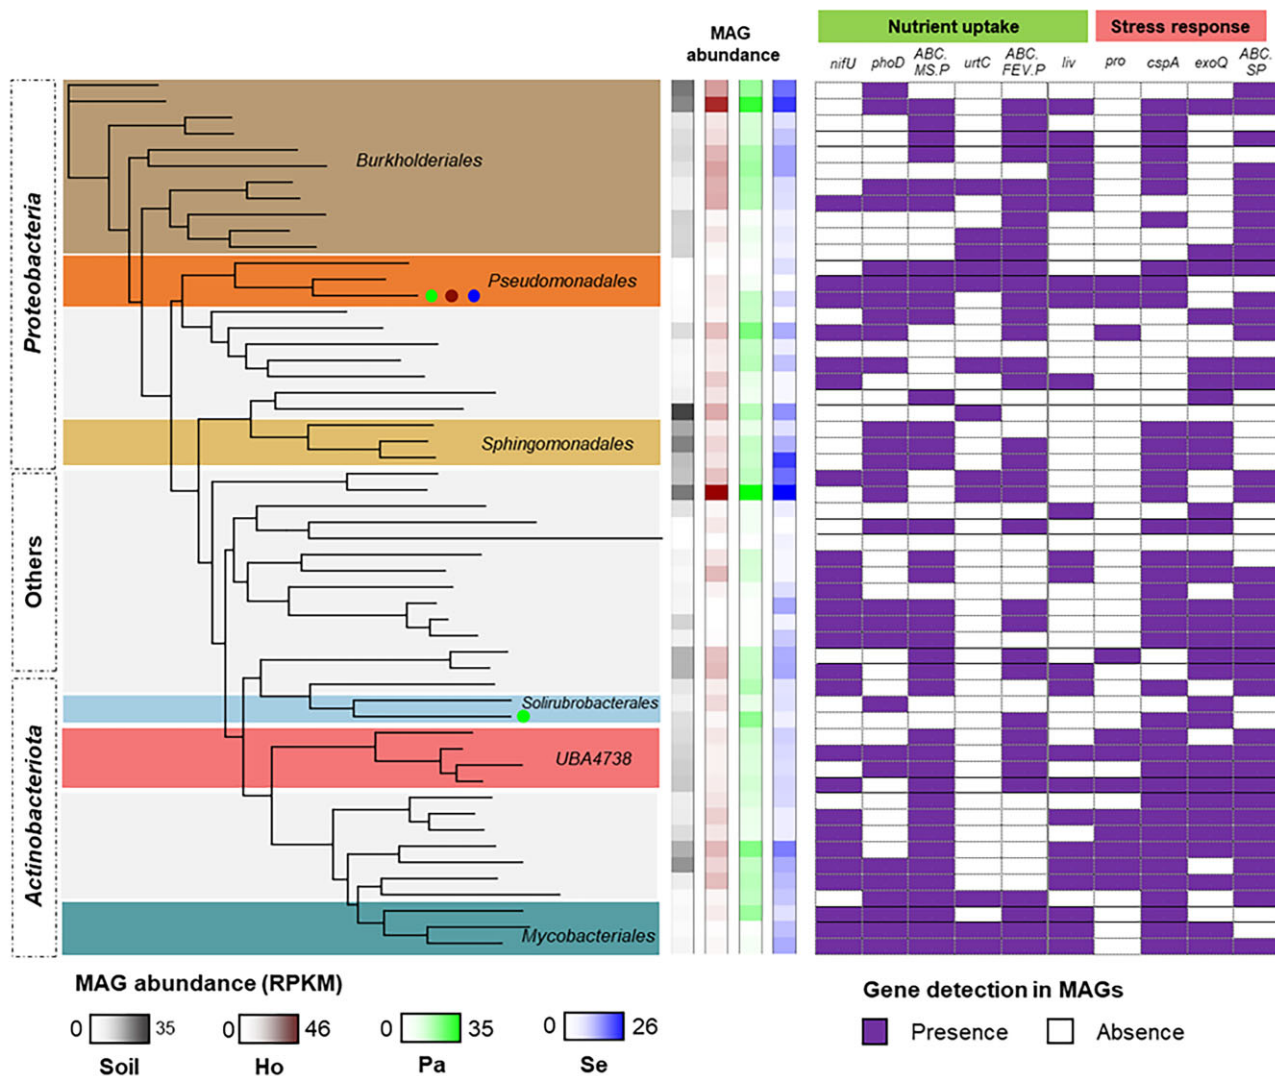 MAG
abundance
Nutrient uptake
Stress response
nifU
phoD
ABC.
MS.P
urtC
ABC.
FEV.P
liv
pro
cspA
exoQ
ABC.
SP
Proteobacteria
Others
Actinobacteriota
Burkholderiales
Pseudomonadales
Sphingomonadales
Solirubrobacterales
UBA4738
Mycobacteriales
MAG abundance (RPKM)
0 35
Soil
0 46
Ho
0 35
Pa
0 26
Se
Gene detection in MAGs
Presence
Absence